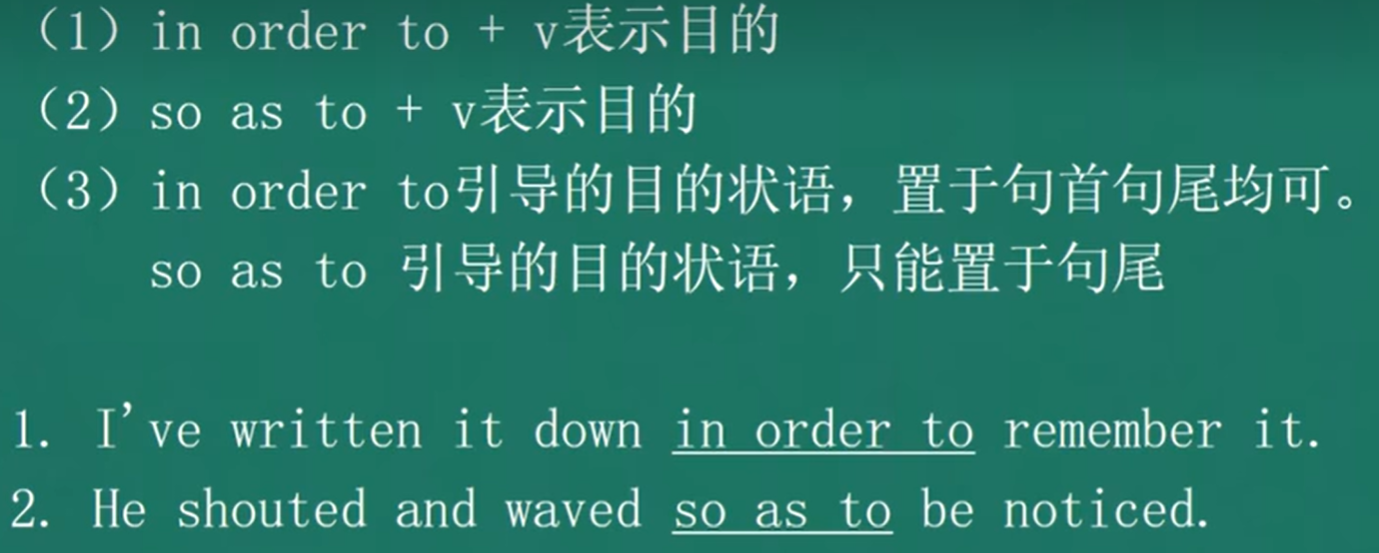 （1）in order to + v表示目的
（2）so as to + v表示目的
（3）in order to引导的目的状语，置于句首句尾均可。
so as to 引导的目的状语，只能置于句尾
1. I've written it down in order to remember it.
2. He shouted and waved so as to be noticed.